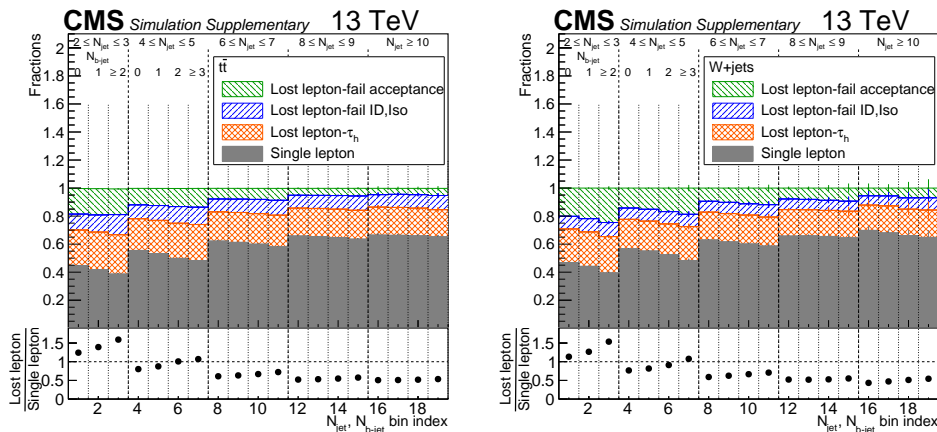 CMS Simulation Supplementary 13 TeV
2 ≤ N_jet ≤ 3 4 ≤ N_jet ≤ 5 6 ≤ N_jet ≤ 7 8 ≤ N_jet ≤ 9 N_jet ≥ 10
N_b-jet
0 1 ≥ 2 0 1 2 ≥ 3
Fractions
2
1.8
1.6
1.4
1.2
1
0.8
0.6
0.4
0.2
tt̄
Lost lepton-fail acceptance
Lost lepton-fail ID,Iso
Lost lepton-τ_h
Single lepton
Lost lepton
Single lepton
1.5
1
0.5
0
2 4 6 8 10 12 14 16 18
N_jet, N_b-jet bin index
CMS Simulation Supplementary 13 TeV
2 ≤ N_jet ≤ 3 4 ≤ N_jet ≤ 5 6 ≤ N_jet ≤ 7 8 ≤ N_jet ≤ 9 N_jet ≥ 10
N_b-jet
0 1 ≥ 2 0 1 2 ≥ 3
Fractions
2
1.8
1.6
1.4
1.2
1
0.8
0.6
0.4
0.2
W+jets
Lost lepton-fail acceptance
Lost lepton-fail ID,Iso
Lost lepton-τ_h
Single lepton
Lost lepton
Single lepton
1.5
1
0.5
0
2 4 6 8 10 12 14 16 18
N_jet, N_b-jet bin index